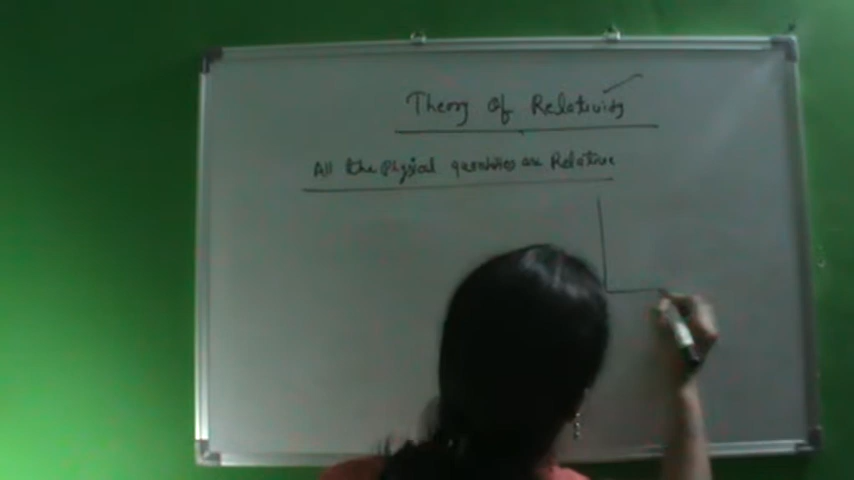 Theory Of Relativity
All the physical quantities are Relative